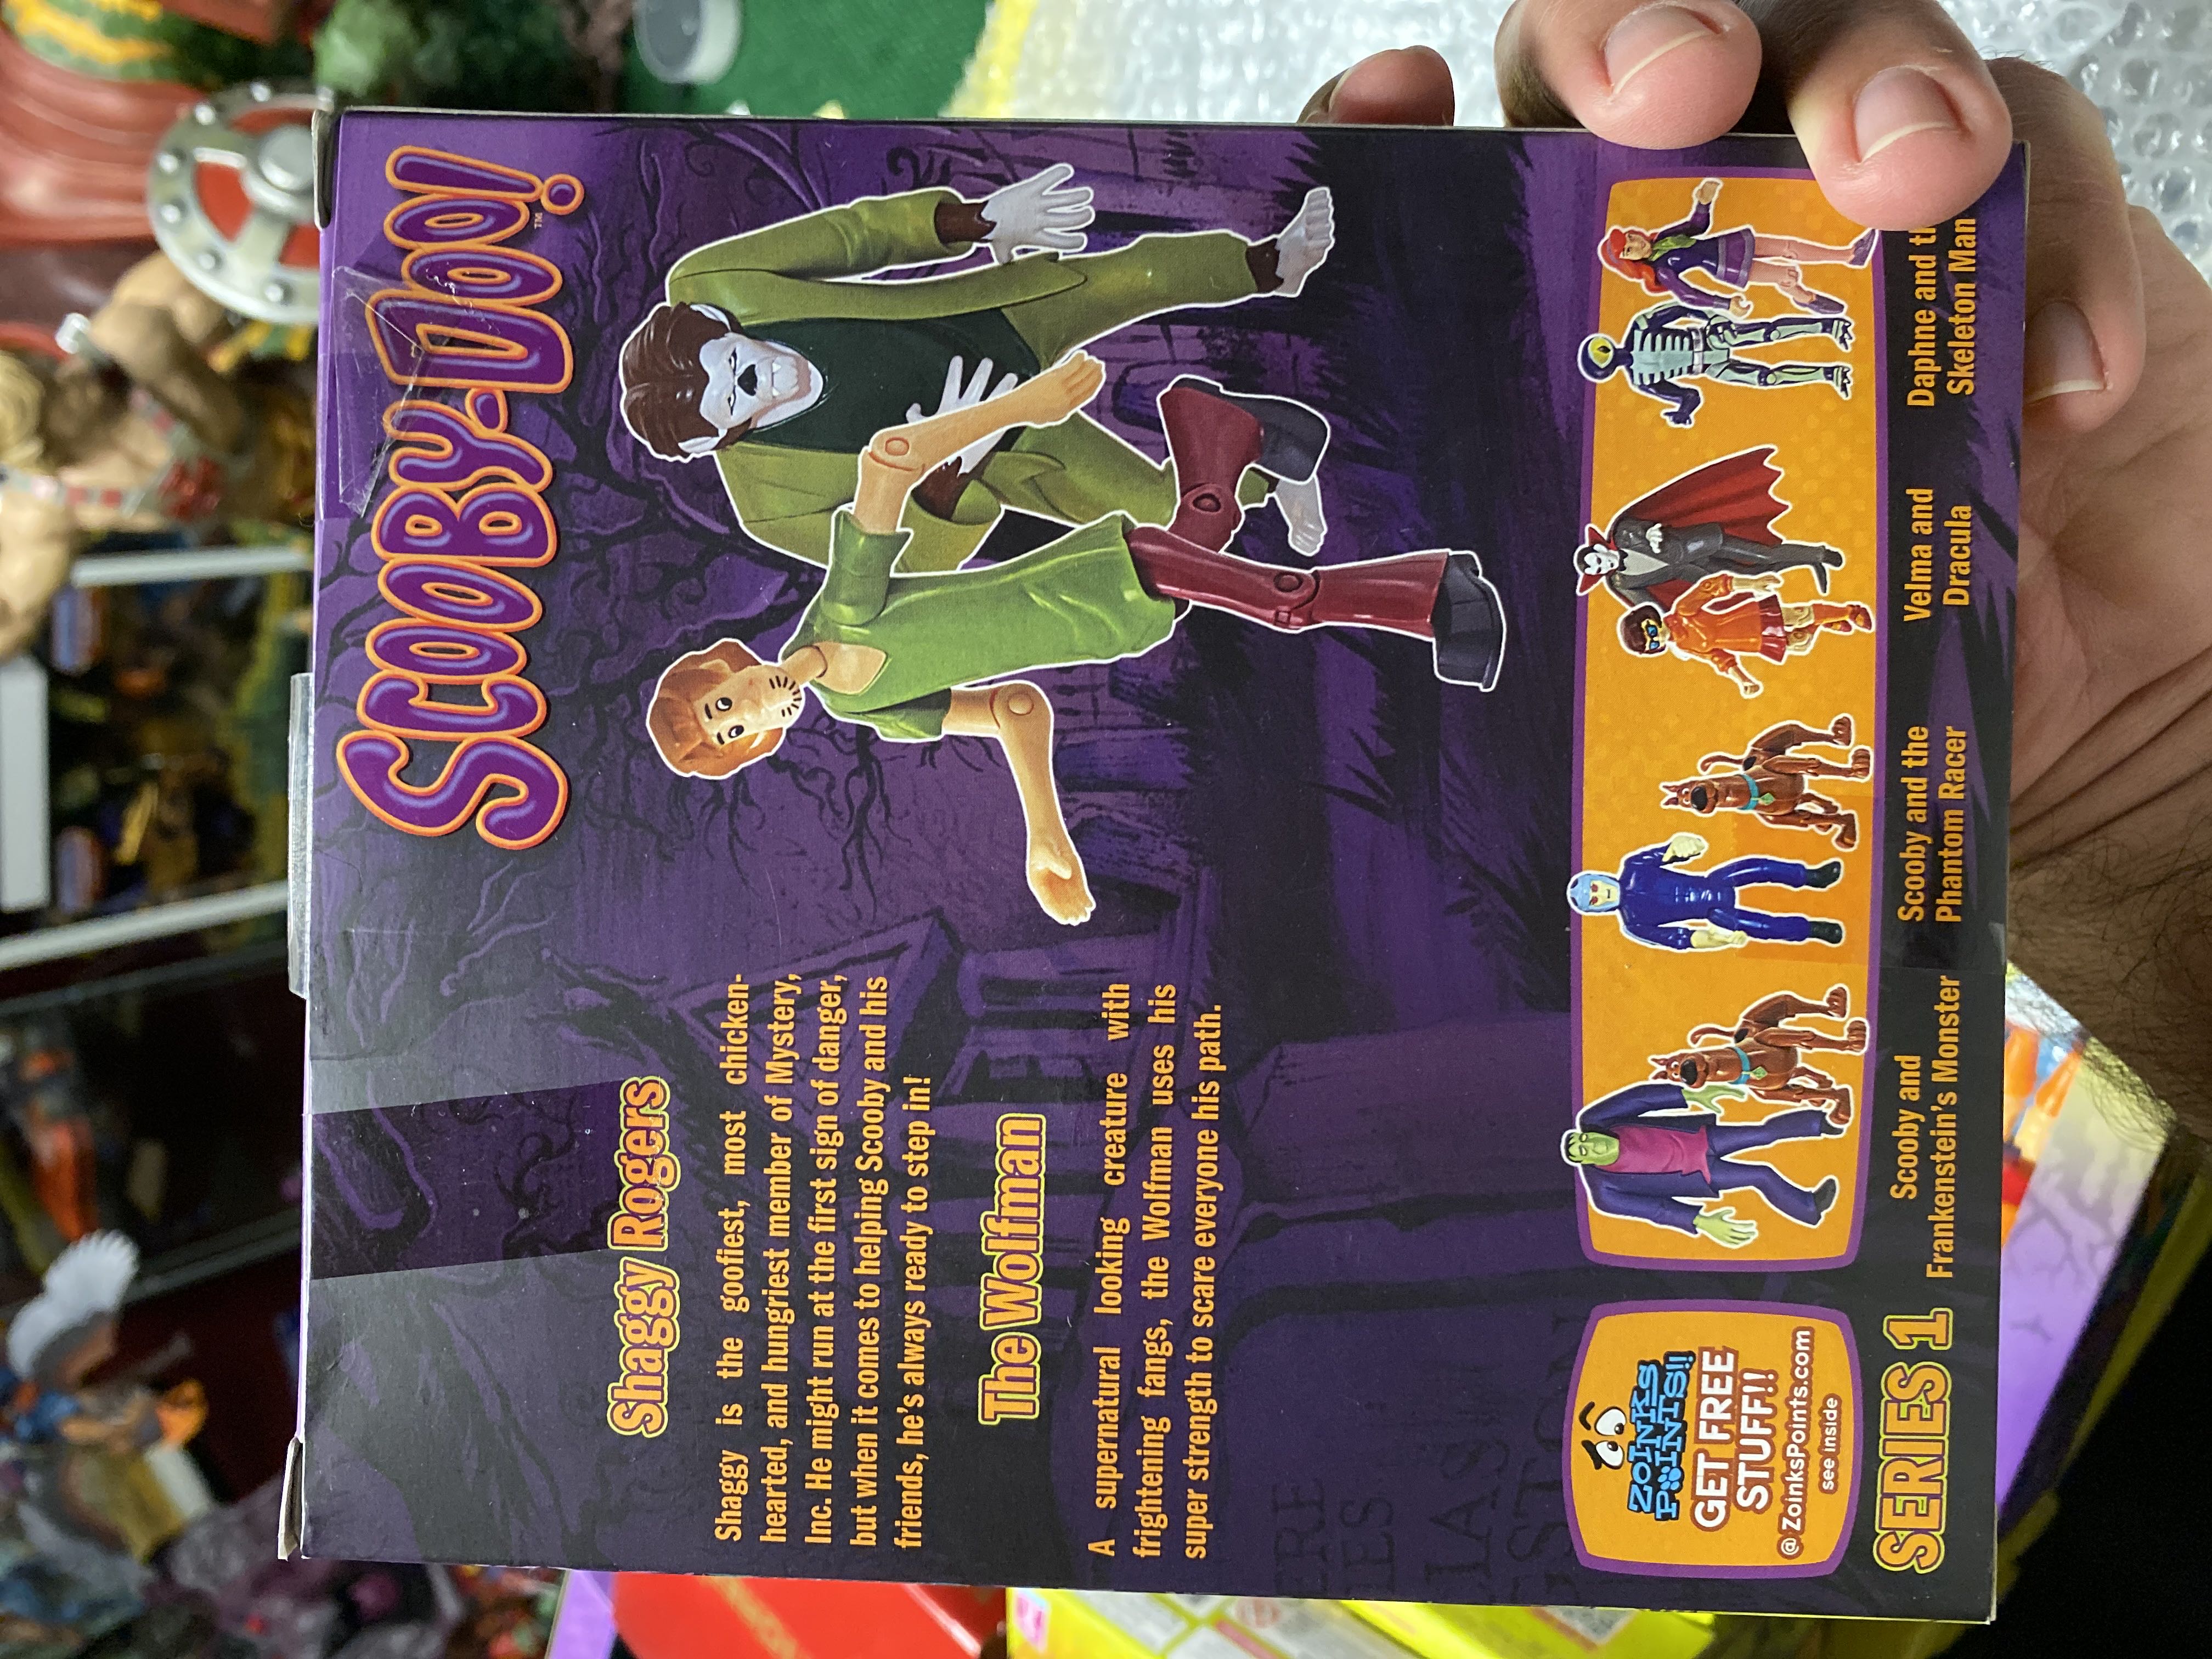 SCOOBY-DOO!™
Shaggy Rogers
Shaggy is the goofiest, most chicken-
hearted, and hungriest member of Mystery,
Inc. He might run at the first sign of danger,
but when it comes to helping Scooby and his
friends, he's always ready to step in!
The Wolfman
A supernatural looking creature with
frightening fangs, the Wolfman uses his
super strength to scare everyone his path.
ZOINKS
POINTS!!
GET FREE
STUFF!!
@ZoinksPoints.com
see inside
SERIES 1
Scooby and
Frankenstein's Monster
Scooby and the
Phantom Racer
Velma and
Dracula
Daphne and
Skeleton Man